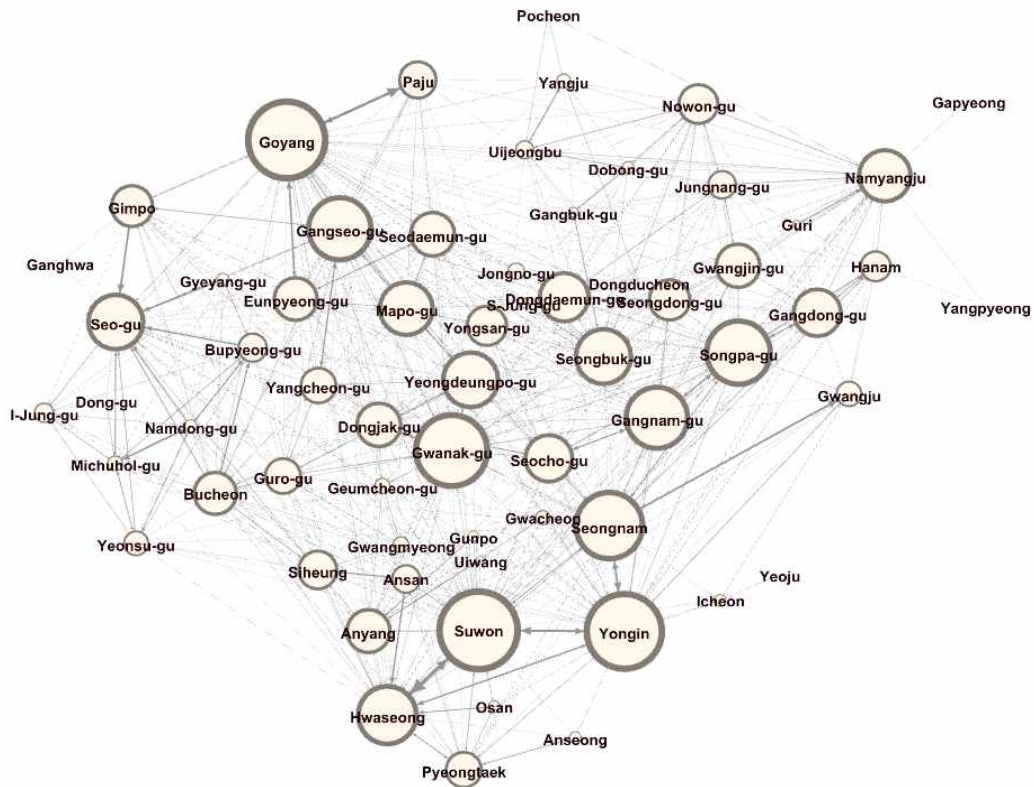 Pocheon
Paju
Yangju
Nowon-gu
Gapyeong
Goyang
Uijeongbu
Dobong-gu
Jungnang-gu
Namyangju
Gimpo
Gangbuk-gu
Guri
Gangseo-gu
Seodaemun-gu
Ganghwa
Gyeyang-gu
Jongno-gu
Gwangjin-gu
Hanam
Eunpyeong-gu
Dongducheon
Dongdaemun-gu
Seongdong-gu
S-Jung-gu
Mapo-gu
Yangpyeong
Gangdong-gu
Seo-gu
Yongsan-gu
Bupyeong-gu
Seongbuk-gu
Songpa-gu
Yangcheon-gu
Yeongdeungpo-gu
Gwangju
Dong-gu
I-Jung-gu
Namdong-gu
Dongjak-gu
Gangnam-gu
Gwanak-gu
Seocho-gu
Michuhol-gu
Guro-gu
Geumcheon-gu
Bucheon
Gwacheon
Seongnam
Yeonsu-gu
Gwangmyeong
Gunpo
Uiwang
Siheung
Ansan
Yeoju
Icheon
Anyang
Suwon
Yongin
Osan
Hwaseong
Anseong
Pyeongtaek